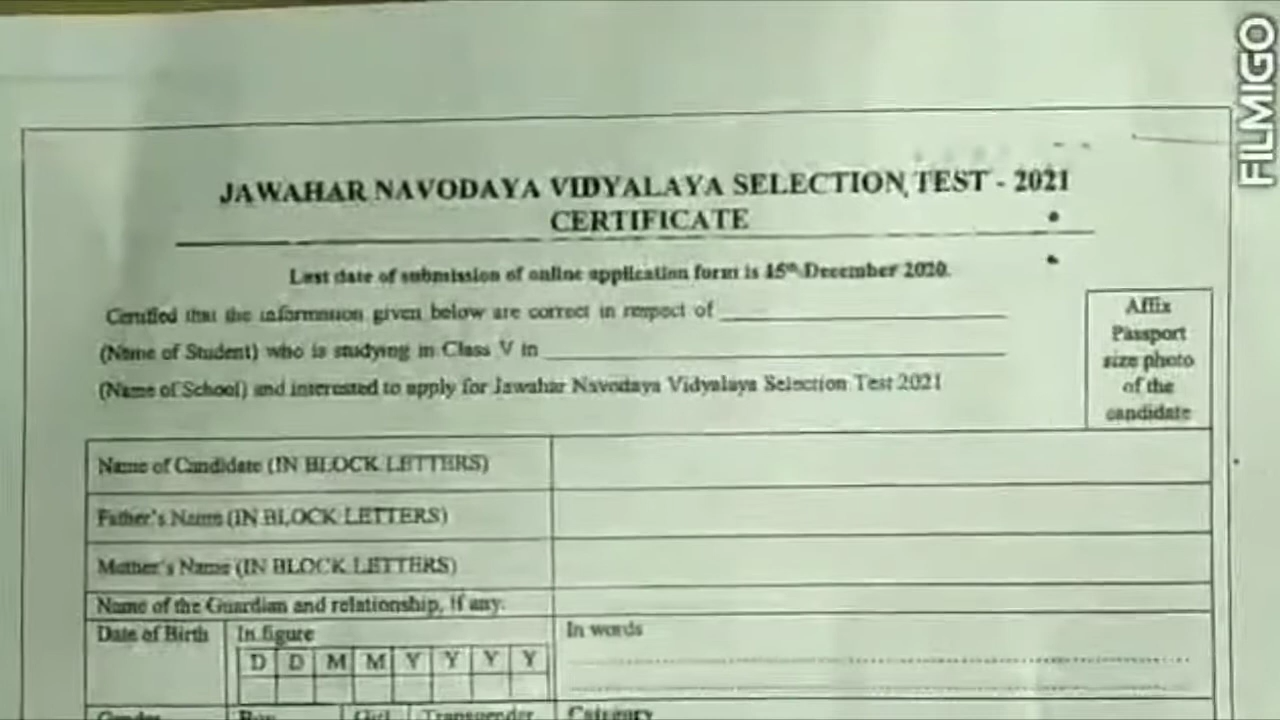 FILMIGO
JAWAHAR NAVODAYA VIDYALAYA SELECTION TEST - 2021
CERTIFICATE
Last date of submission of online application form is 15th December 2020.
Certified that the information given below are correct in respect of
(Name of Student) who is studying in Class V in
(Name of School) and interested to apply for Jawahar Navodaya Vidyalaya Selection Test 2021
Affix
Passport
size photo
of the
candidate
Name of Candidate (IN BLOCK LETTERS)
Father's Name (IN BLOCK LETTERS)
Mother's Name (IN BLOCK LETTERS)
Name of the Guardian and relationship, if any.
Date of Birth In figure In words
D D M M Y Y Y Y
Gender Boy Girl Transgender Category